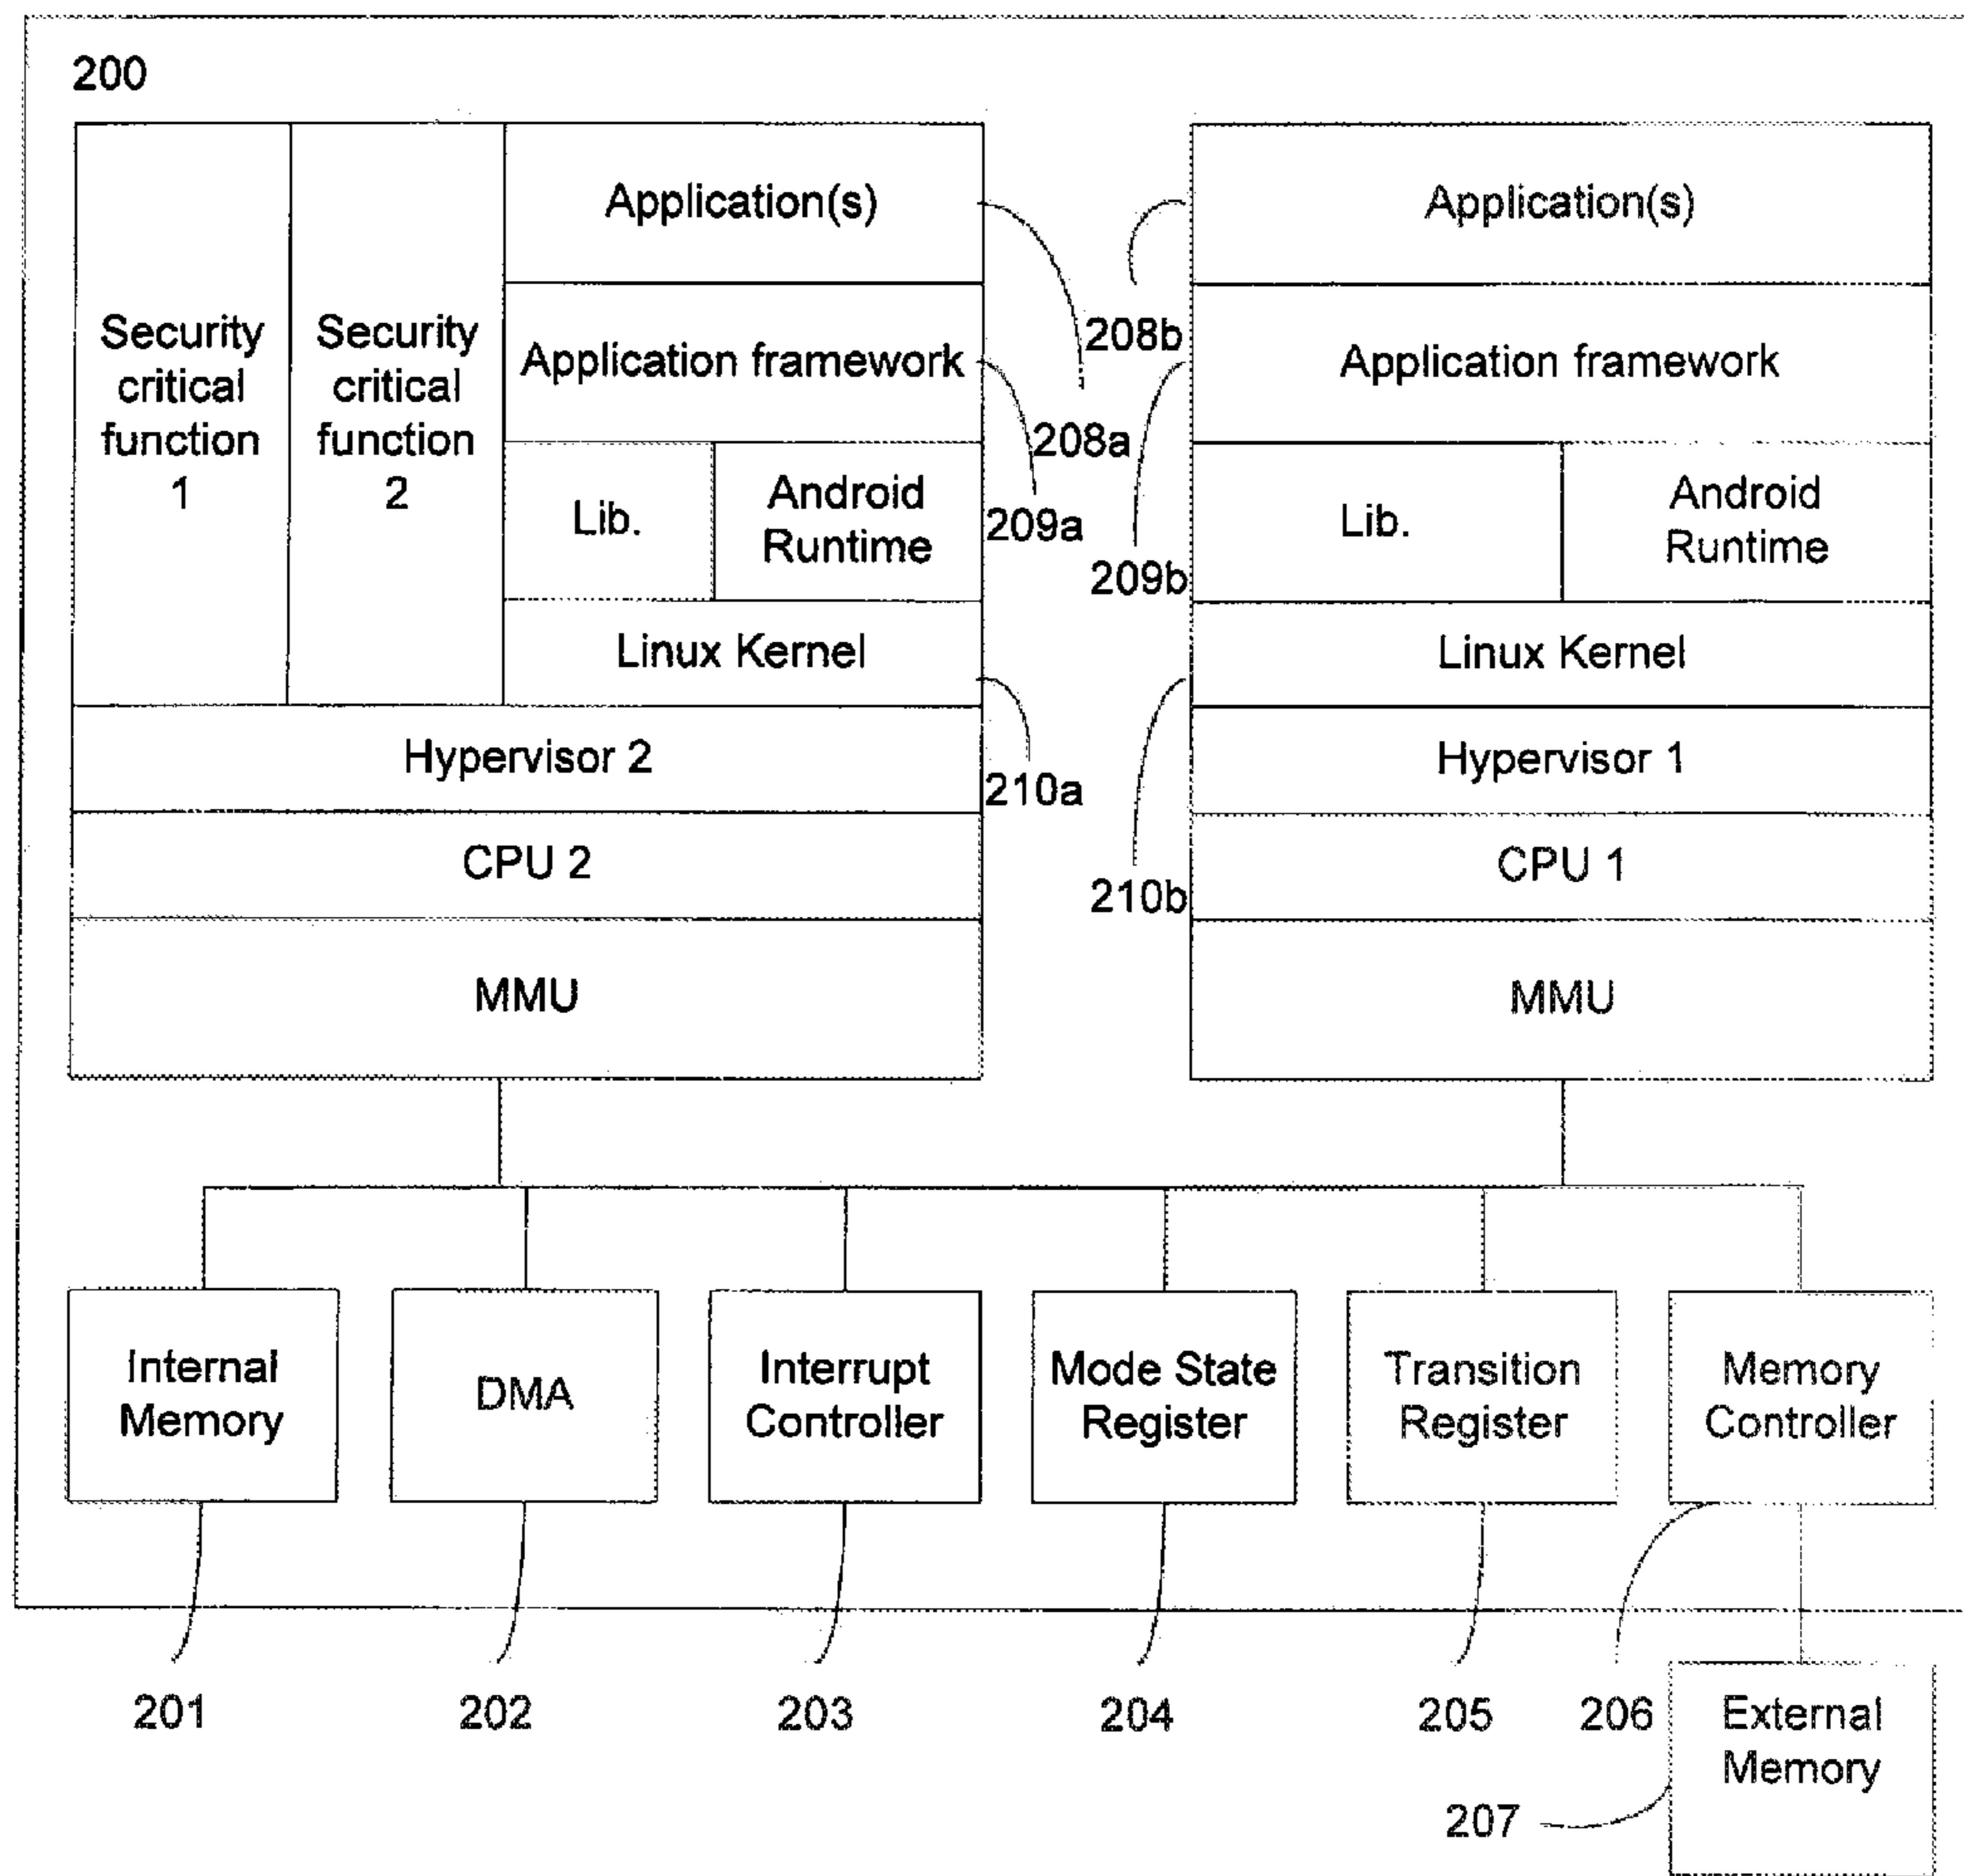 200
Security
critical
function
1
Security
critical
function
2
Application(s)
Application framework
Lib.
Android
Runtime
Linux Kernel
Hypervisor 2
CPU 2
MMU
208b
208a
209a
209b
210a
210b
Application(s)
Application framework
Lib.
Android
Runtime
Linux Kernel
Hypervisor 1
CPU 1
MMU
Internal
Memory
DMA
Interrupt
Controller
Mode State
Register
Transition
Register
Memory
Controller
201
202
203
204
205
206
External
Memory
207